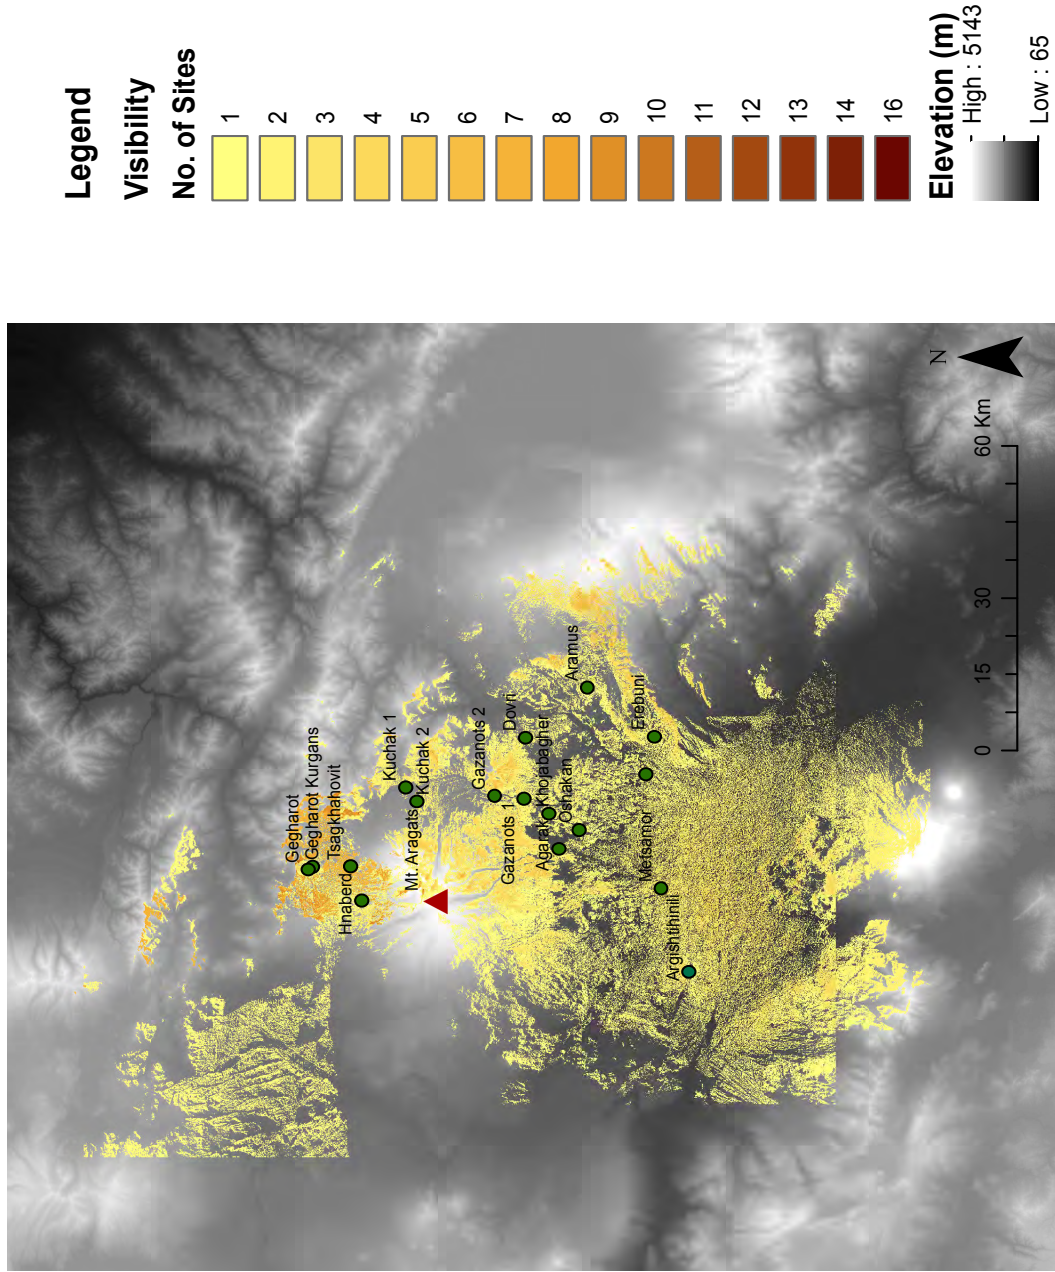 Legend
Visibility
No. of Sites
1
2
3
4
5
6
7
8
9
10
11
12
13
14
16
Elevation (m)
High : 5143
Low : 65
Gegharot
Gegharot Kurgans
Tsagkhanovit
Hnaberd
Kuchak 1
Kuchak 2
Mt. Aragats
Gazanots 2
Gazanots 1
Dovri
Khojabagher
Agarak
Oshakan
Aramus
Erebuni
Metsamor
Argishtihinili
N
0
15
30
60 Km